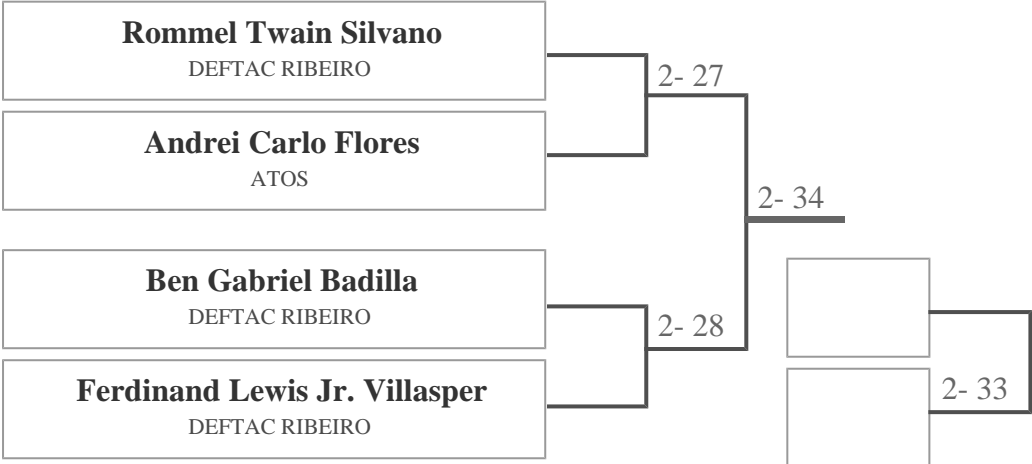 Rommel Twain Silvano
DEFTAC RIBEIRO
2- 27
Andrei Carlo Flores
ATOS
2- 34
Ben Gabriel Badilla
DEFTAC RIBEIRO
2- 28
Ferdinand Lewis Jr. Villasper
DEFTAC RIBEIRO
2- 33